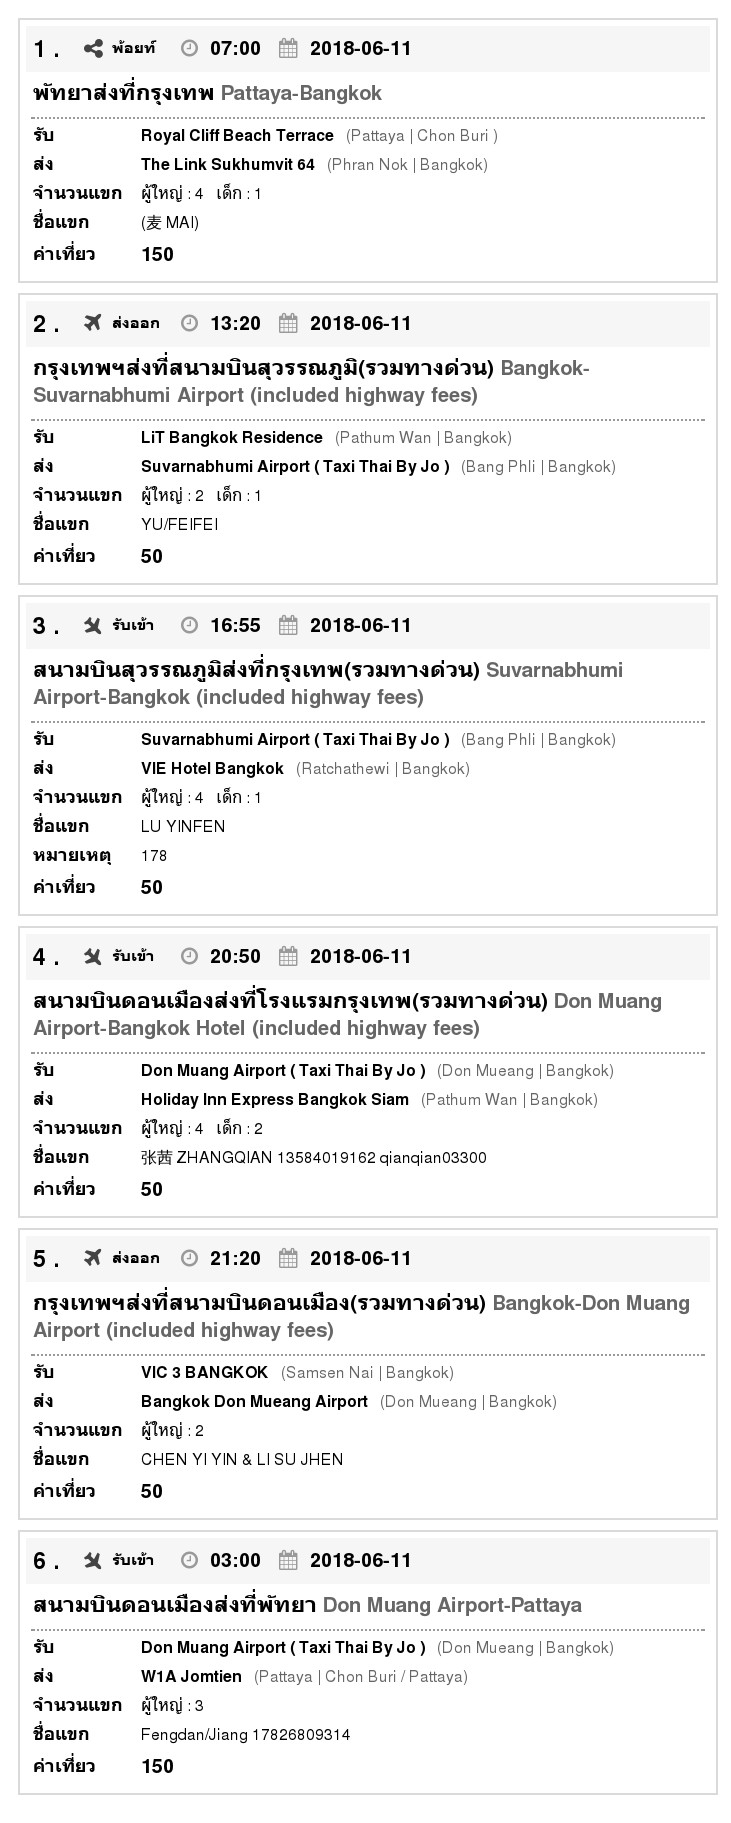 1 . พ้อยท์ 07:00 2018-06-11
พัทยาส่งที่กรุงเทพ Pattaya-Bangkok
รับ Royal Cliff Beach Terrace (Pattaya | Chon Buri )
ส่ง The Link Sukhumvit 64 (Phran Nok | Bangkok)
จำนวนแขก ผู้ใหญ่ : 4 เด็ก : 1
ชื่อแขก (麦 MAI)
ค่าเที่ยว 150
2 . ส่งออก 13:20 2018-06-11
กรุงเทพฯส่งที่สนามบินสุวรรณภูมิ(รวมทางด่วน) Bangkok-
Suvarnabhumi Airport (included highway fees)
รับ LiT Bangkok Residence (Pathum Wan | Bangkok)
ส่ง Suvarnabhumi Airport ( Taxi Thai By Jo ) (Bang Phli | Bangkok)
จำนวนแขก ผู้ใหญ่ : 2 เด็ก : 1
ชื่อแขก YU/FEIFEI
ค่าเที่ยว 50
3 . รับเข้า 16:55 2018-06-11
สนามบินสุวรรณภูมิส่งที่กรุงเทพ(รวมทางด่วน) Suvarnabhumi
Airport-Bangkok (included highway fees)
รับ Suvarnabhumi Airport ( Taxi Thai By Jo ) (Bang Phli | Bangkok)
ส่ง VIE Hotel Bangkok (Ratchathewi | Bangkok)
จำนวนแขก ผู้ใหญ่ : 4 เด็ก : 1
ชื่อแขก LU YINFEN
หมายเหตุ 178
ค่าเที่ยว 50
4 . รับเข้า 20:50 2018-06-11
สนามบินดอนเมืองส่งที่โรงแรมกรุงเทพ(รวมทางด่วน) Don Muang
Airport-Bangkok Hotel (included highway fees)
รับ Don Muang Airport ( Taxi Thai By Jo ) (Don Mueang | Bangkok)
ส่ง Holiday Inn Express Bangkok Siam (Pathum Wan | Bangkok)
จำนวนแขก ผู้ใหญ่ : 4 เด็ก : 2
ชื่อแขก 张茜 ZHANGQIAN 13584019162 qianqian03300
ค่าเที่ยว 50
5 . ส่งออก 21:20 2018-06-11
กรุงเทพฯส่งที่สนามบินดอนเมือง(รวมทางด่วน) Bangkok-Don Muang
Airport (included highway fees)
รับ VIC 3 BANGKOK (Samsen Nai | Bangkok)
ส่ง Bangkok Don Mueang Airport (Don Mueang | Bangkok)
จำนวนแขก ผู้ใหญ่ : 2
ชื่อแขก CHEN YI YIN & LI SU JHEN
ค่าเที่ยว 50
6 . รับเข้า 03:00 2018-06-11
สนามบินดอนเมืองส่งที่พัทยา Don Muang Airport-Pattaya
รับ Don Muang Airport ( Taxi Thai By Jo ) (Don Mueang | Bangkok)
ส่ง W1A Jomtien (Pattaya | Chon Buri / Pattaya)
จำนวนแขก ผู้ใหญ่ : 3
ชื่อแขก Fengdan/Jiang 17826809314
ค่าเที่ยว 150